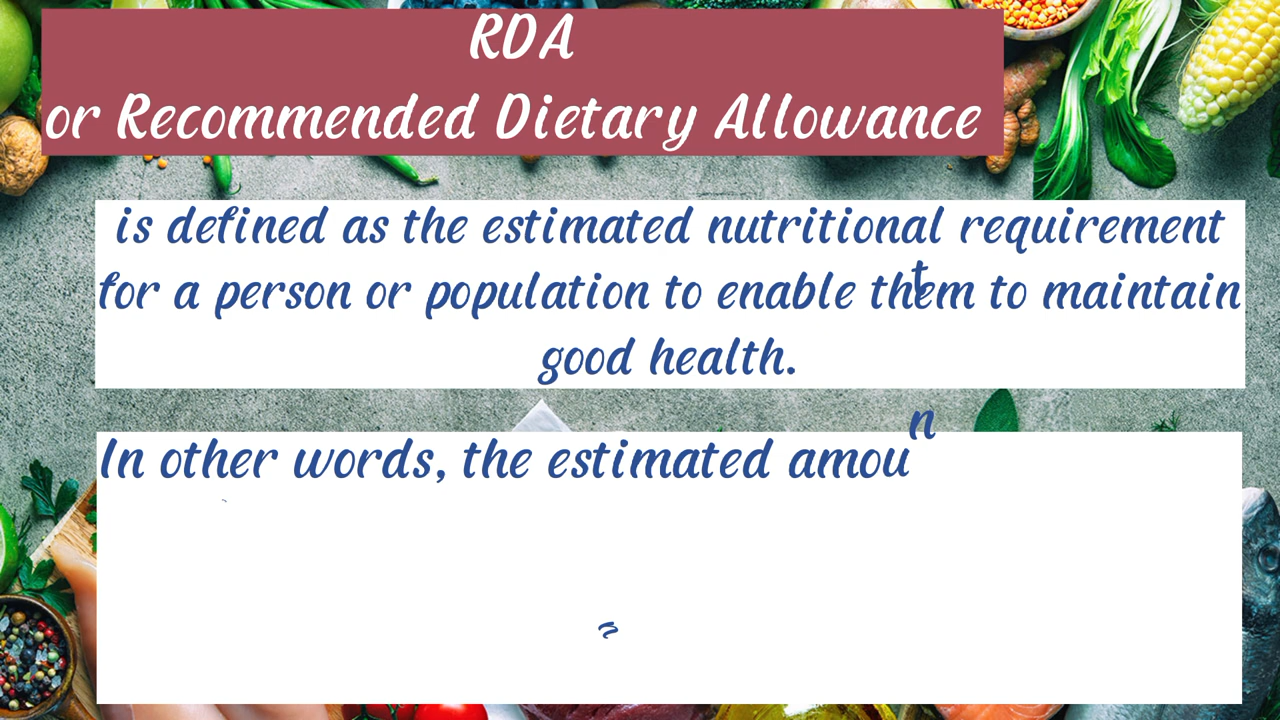 RDA
or Recommended Dietary Allowance
is defined as the estimated nutritional requirement
for a person or population to enable them to maintain
good health.
In other words, the estimated amount